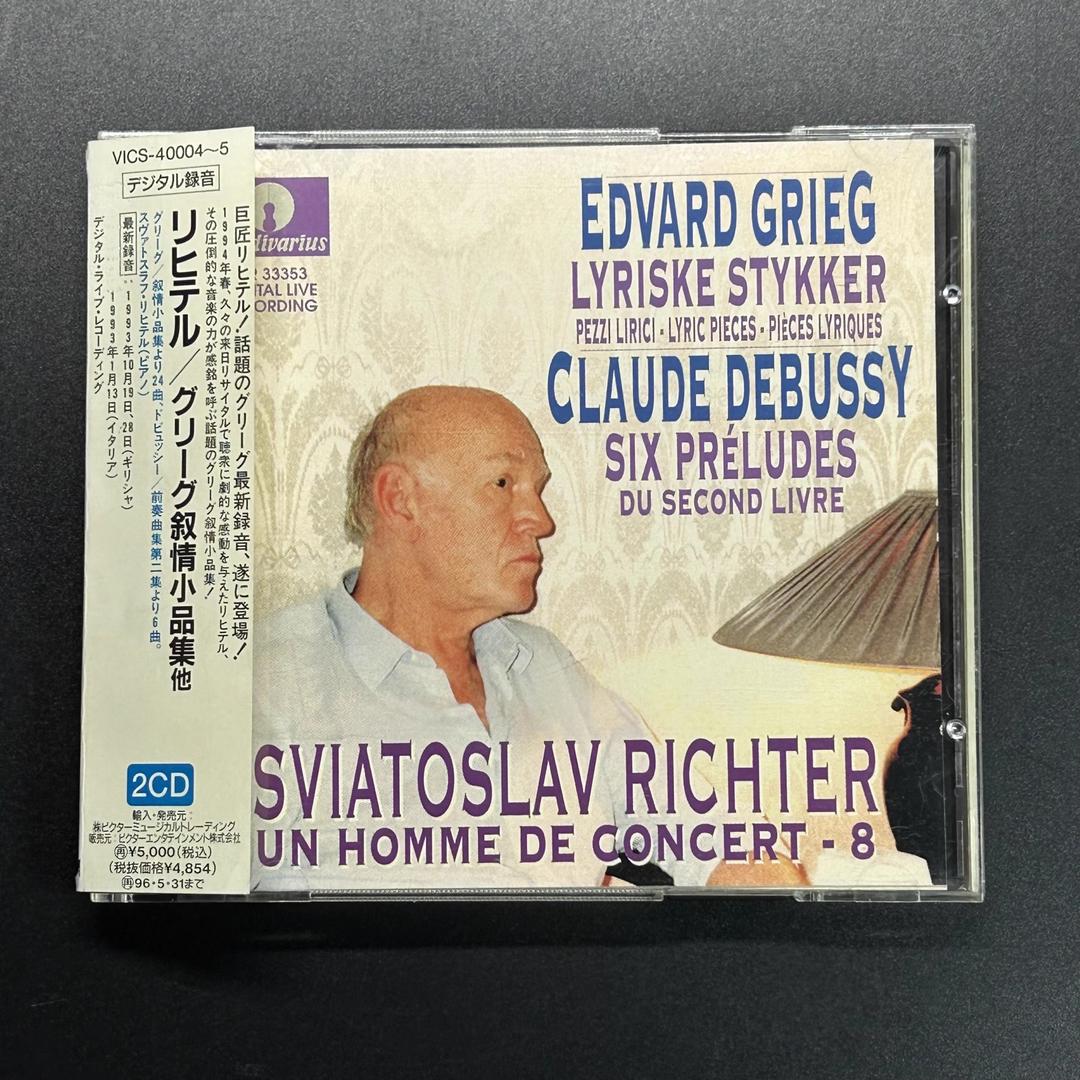 VICS-40004〜5
デジタル録音
巨匠リヒテル!話題のグリーグ最新録音、遂に登場!
1994年春、久々の来日リサイタルで聴衆に劇的な感動を与えたリヒテル、
その圧倒的な音楽の力が感銘を呼ぶ話題のグリーグ叙情小品集!
リヒテル/グリーグ叙情小品集他
グリーグ/叙情小品集より24曲、ドビュッシー/前奏曲集第二集より6曲。
スヴャトスラフ・リヒテル(ピアノ)
最新録音:1993年10月19日、28日(ギリシャ)
1993年1月13日(イタリア)
デジタル・ライブ・レコーディング
2CD
輸入・発売元:
株ビクターミュージカルトレーディング
販売元:ビクターエンタテインメント株式会社
再¥5,000(税込)
(税抜価格¥4,854)
再96・5・31まで
divarius
33353
TAL LIVE
ORDING
EDVARD GRIEG
LYRISKE STYKKER
PEZZI LIRICI - LYRIC PIECES - PIÈCES LYRIQUES
CLAUDE DEBUSSY
SIX PRÉLUDES
DU SECOND LIVRE
SVIATOSLAV RICHTER
UN HOMME DE CONCERT - 8